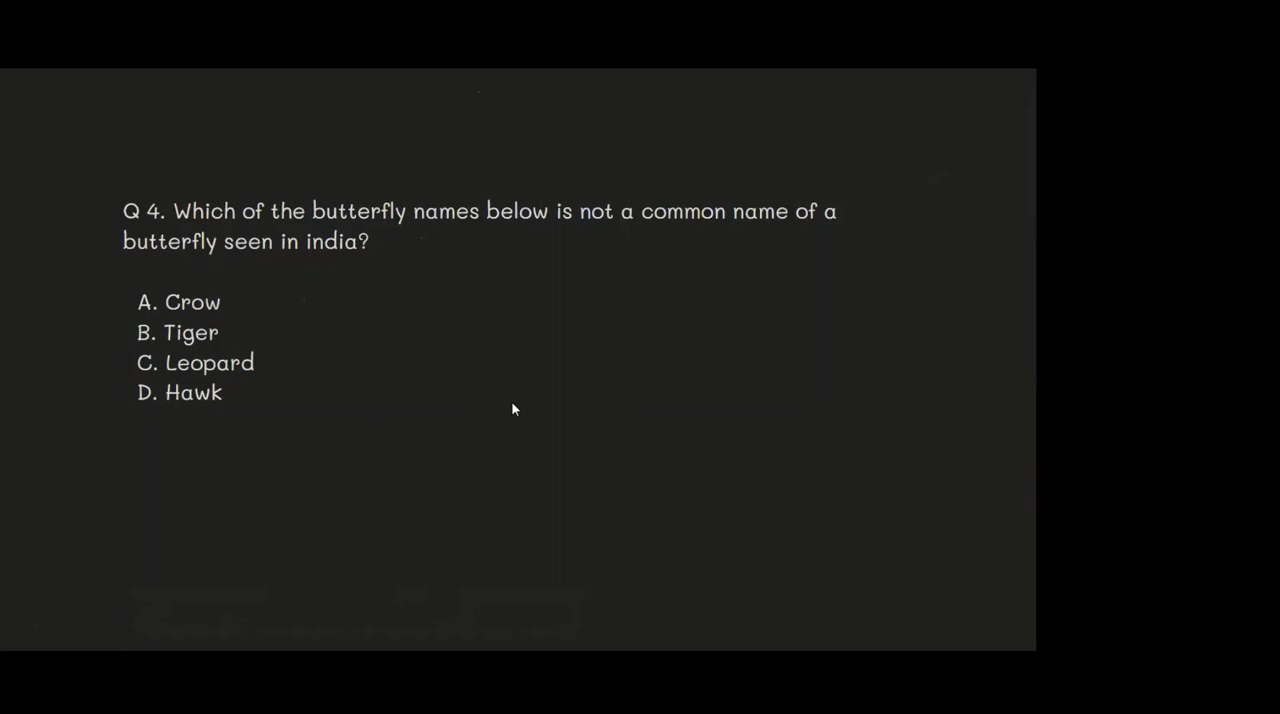 Q 4. Which of the butterfly names below is not a common name of a
butterfly seen in india?
A. Crow
B. Tiger
C. Leopard
D. Hawk